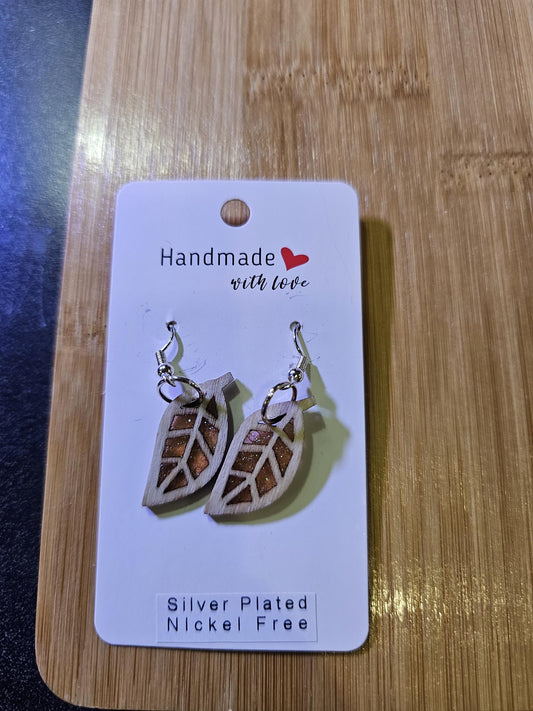 Handmade
with love
Silver Plated
NIckel Free